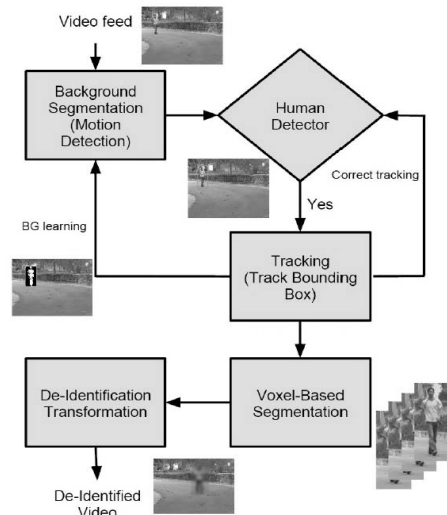 Video feed
Background
Segmentation
(Motion
Detection)
Human
Detector
Correct tracking
Yes
BG learning
Tracking
(Track Bounding
Box)
De-Identification
Transformation
Voxel-Based
Segmentation
De-Identified
Video